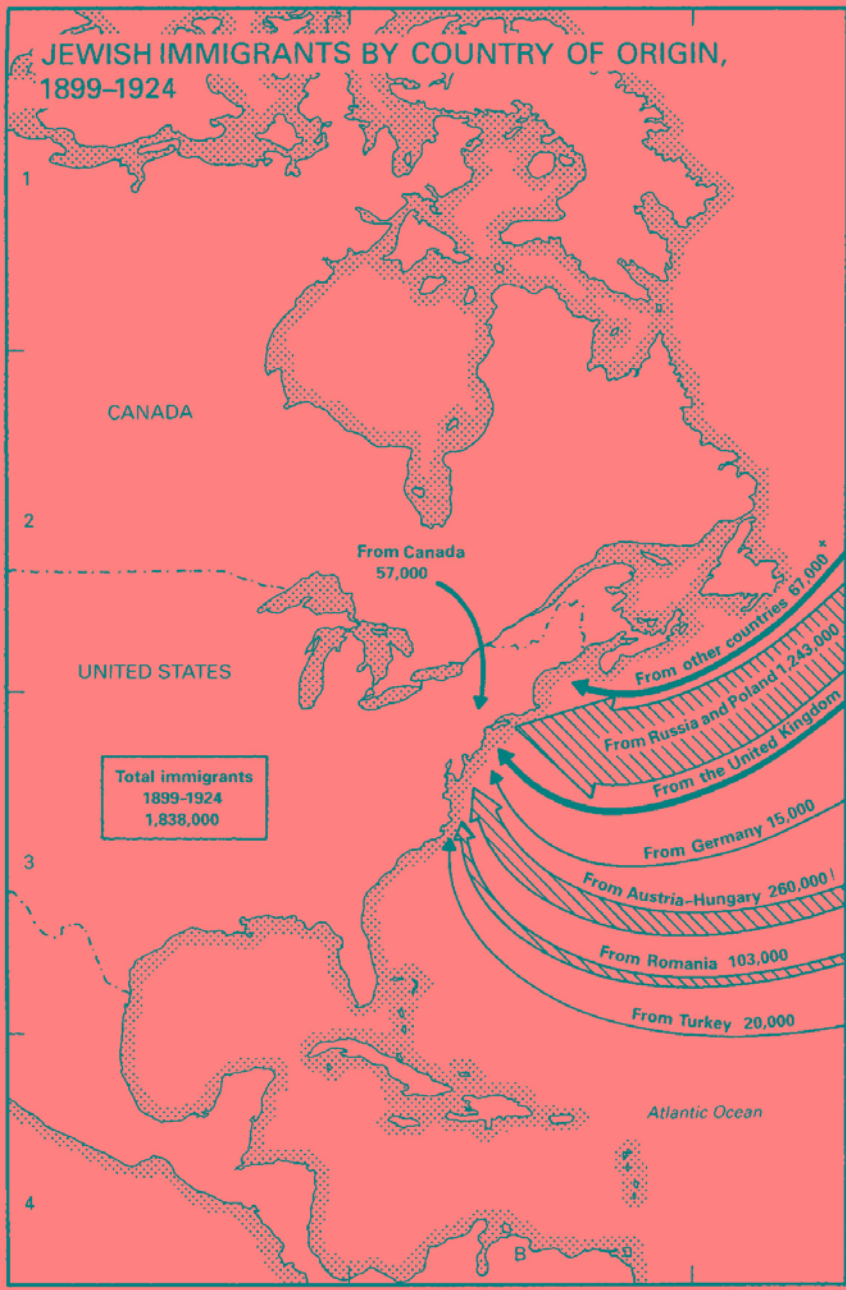 JEWISH IMMIGRANTS BY COUNTRY OF ORIGIN,
1899–1924
1
CANADA
2
From Canada
57,000
From other countries 67,000 x
From Russia and Poland 1,243,000
UNITED STATES
From the United Kingdom
Total immigrants
1899–1924
1,838,000
From Germany 15,000
3
From Austria–Hungary 260,000
From Romania 103,000
From Turkey 20,000
Atlantic Ocean
4
B